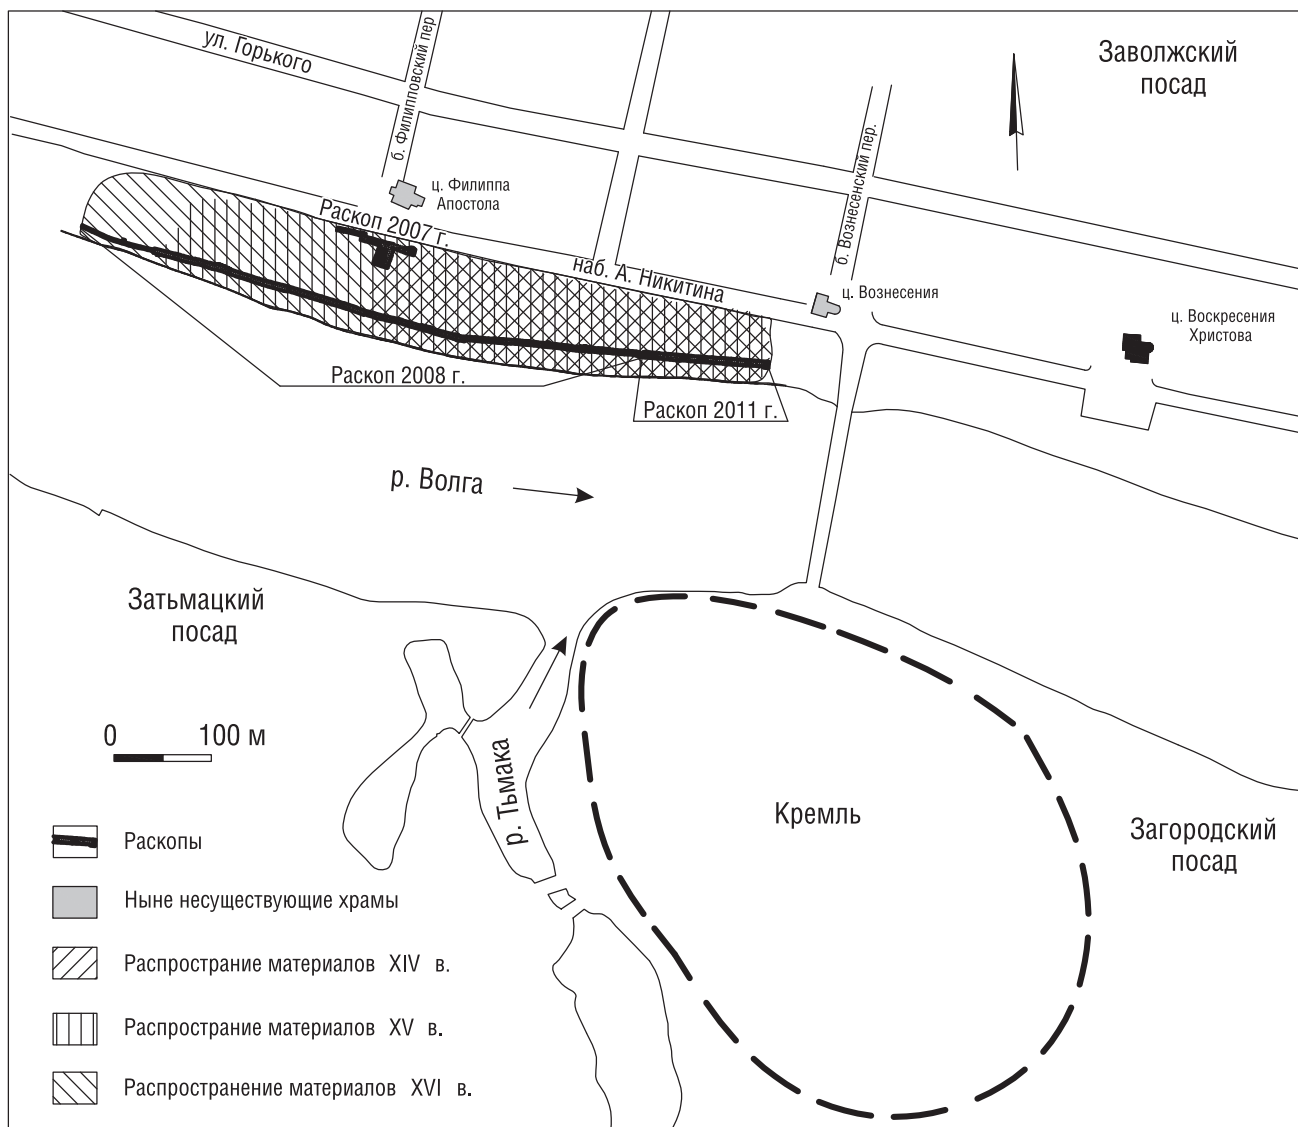 ул. Горького
б. Филипповский пер
Заволжский
посад
б. Вознесенский пер.
ц. Филиппа
Апостола
Раскоп 2007 г.
наб. А. Никитина
ц. Вознесения
ц. Воскресения
Христова
Раскоп 2008 г.
Раскоп 2011 г.
р. Волга
Затьмацкий
посад
0 100 м
р. Тьмака
Кремль
Загородский
посад
Раскопы
Ныне несуществующие храмы
Распространие материалов XIV в.
Распространие материалов XV в.
Распространение материалов XVI в.